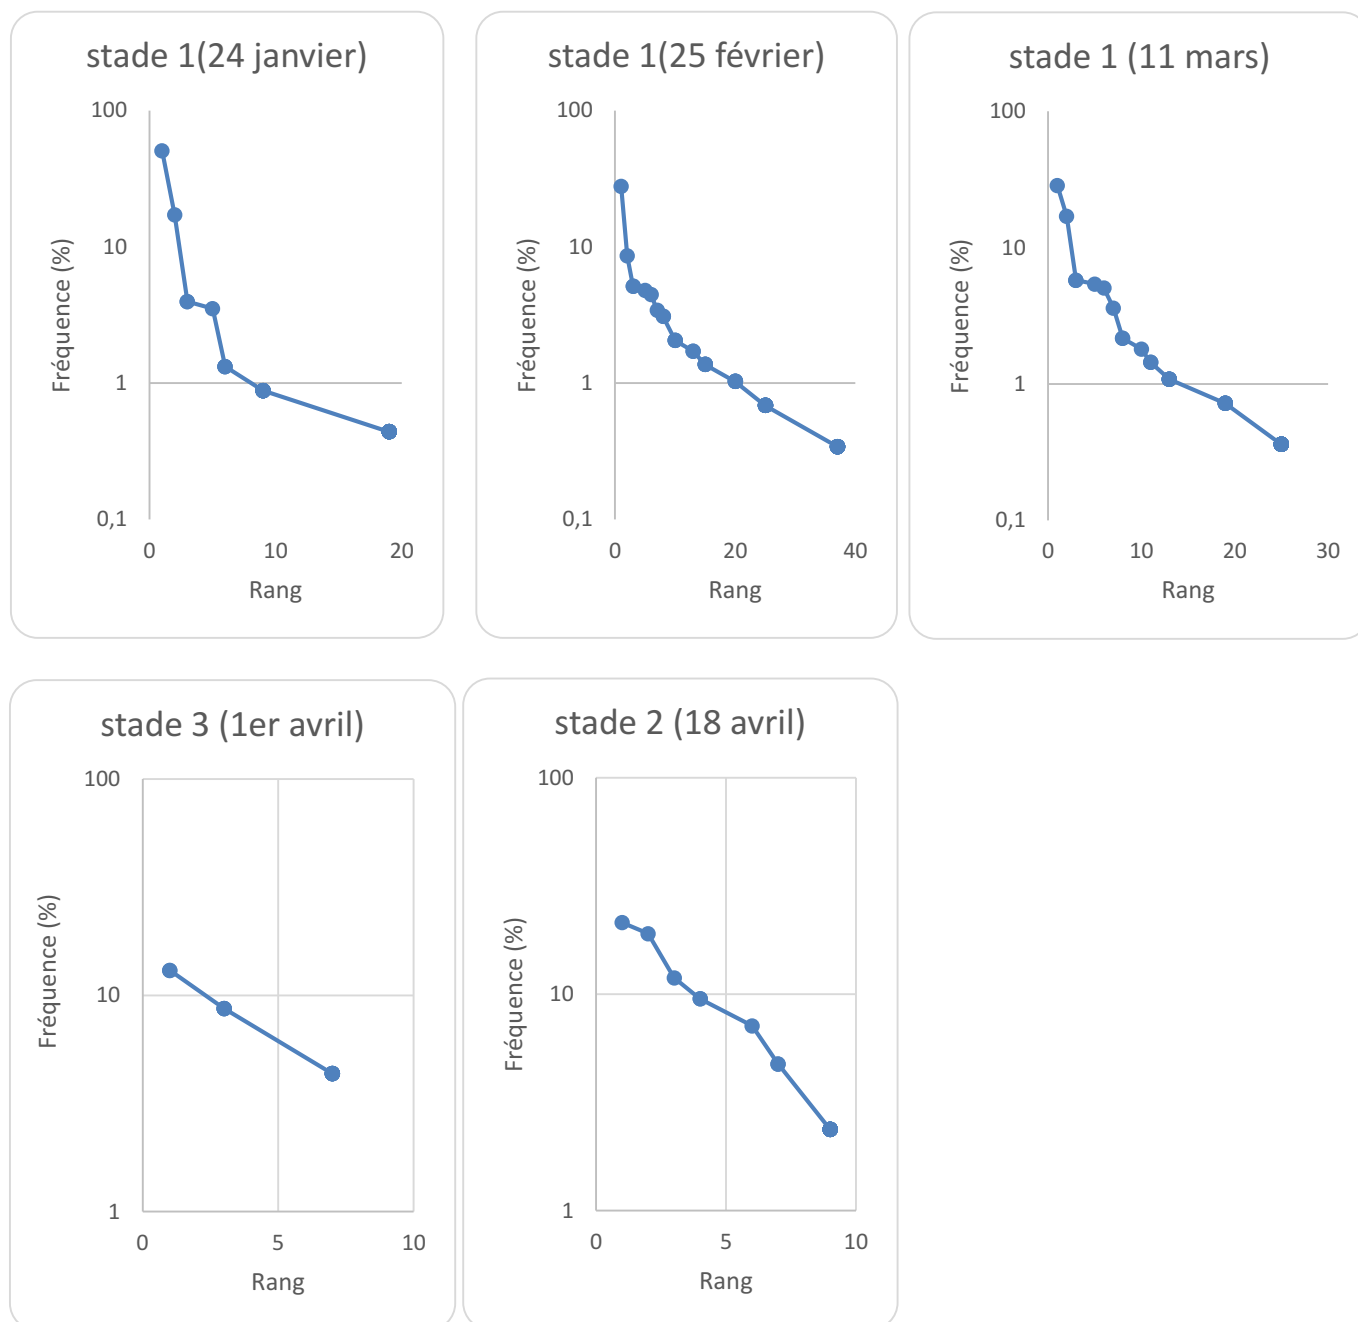 stade 1(24 janvier)
100
10
1
0,1
0 10 20
Fréquence (%)
Rang
stade 1(25 février)
100
10
1
0,1
0 20 40
Fréquence (%)
Rang
stade 1 (11 mars)
100
10
1
0,1
0 10 20 30
Fréquence (%)
Rang
stade 3 (1er avril)
100
10
1
0 5 10
Fréquence (%)
Rang
stade 2 (18 avril)
100
10
1
0 5 10
Fréquence (%)
Rang